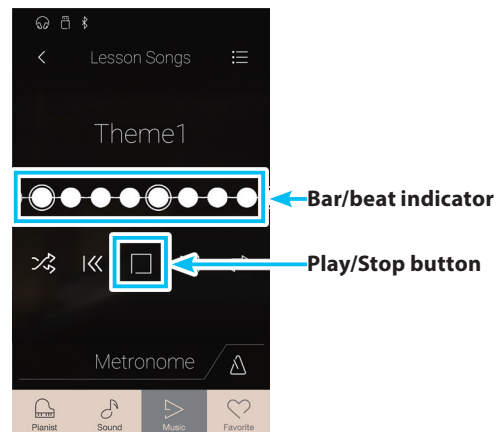 Lesson Songs
Theme1
Bar/beat indicator
Play/Stop button
Metronome
Pianist Sound Music Favorite